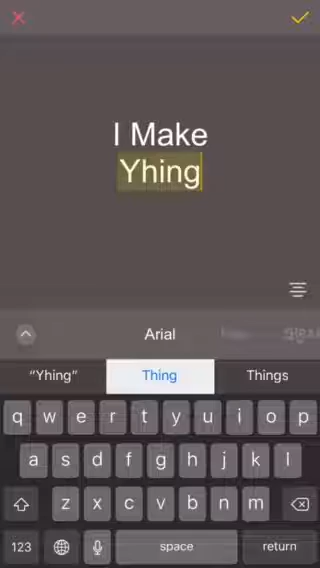 I Make
Yhing
Arial
“Yhing”
Thing
Things
q w e r t y u i o p
a s d f g h j k l
z x c v b n m
123
space
return